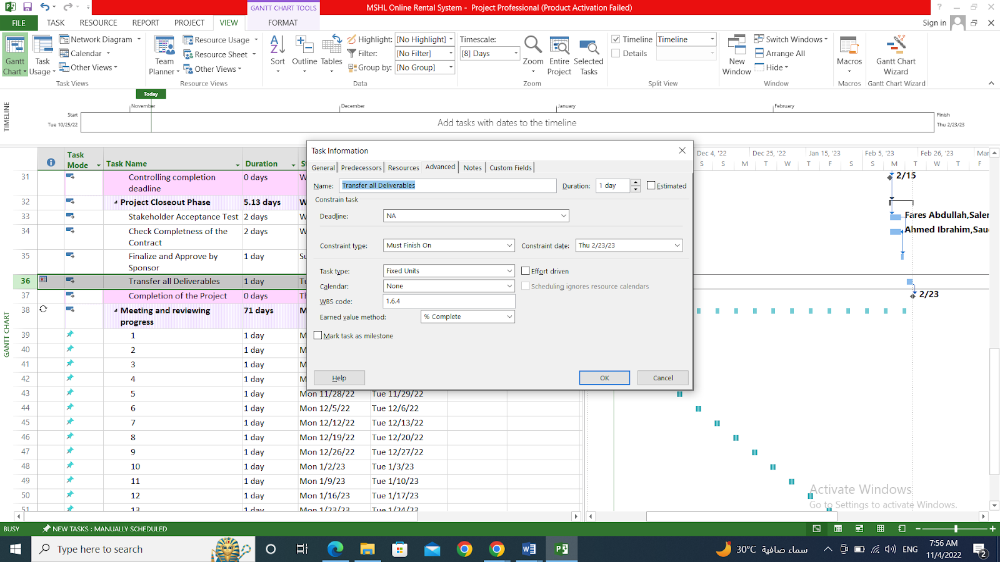 GANTT CHART TOOLS
MSHL Online Rental System - Project Professional (Product Activation Failed)
FILE TASK RESOURCE REPORT PROJECT VIEW FORMAT Sign in
Gantt Chart
Task Usage
Network Diagram
Calendar
Other Views
Task Views
Team Planner
Resource Usage
Resource Sheet
Other Views
Resource Views
Sort
Outline
Tables
Highlight: [No Highlight]
Filter: [No Filter]
Group by: [No Group]
Data
Timescale:
[8] Days
Zoom
Entire Project
Selected Tasks
Zoom
Timeline Timeline
Details
Split View
New Window
Switch Windows
Arrange All
Hide
Window
Macros
Macros
Gantt Chart Wizard
Gantt Chart Wizard
TIMELINE
Today
November December January February
Start
Tue 10/25/22
Add tasks with dates to the timeline
Finish
Thu 2/23/23
GANTT CHART
Task Mode Task Name Duration
31 Controlling completion deadline 0 days W
32 Project Closeout Phase 5.13 days W
33 Stakeholder Acceptance Test 2 days W
34 Check Completness of the Contract 2 days W
35 Finalize and Approve by Sponsor 1 day Su
36 Transfer all Deliverables 1 day Tu
37 Completion of the Project 0 days Th
38 Meeting and reviewing progress 71 days M
39 1 1 day M
40 2 1 day M
41 3 1 day M
42 4 1 day M
43 5 1 day Mon 11/28/22 Tue 11/29/22
44 6 1 day Mon 12/5/22 Tue 12/6/22
45 7 1 day Mon 12/12/22 Tue 12/13/22
46 8 1 day Mon 12/19/22 Tue 12/20/22
47 9 1 day Mon 12/26/22 Tue 12/27/22
48 10 1 day Mon 1/2/23 Tue 1/3/23
49 11 1 day Mon 1/9/23 Tue 1/10/23
50 12 1 day Mon 1/16/23 Tue 1/17/23
51 13 1 day Mon 1/23/23 Tue 1/24/23
Task Information
General Predecessors Resources Advanced Notes Custom Fields
Name: Transfer all Deliverables Duration: 1 day Estimated
Constrain task
Deadline: NA
Constraint type: Must Finish On Constraint date: Thu 2/23/23
Task type: Fixed Units Effort driven
Calendar: None Scheduling ignores resource calendars
WBS code: 1.6.4
Earned value method: % Complete
Mark task as milestone
Help OK Cancel
Dec 4, '22 Dec 25, '22 Jan 15, '23 Feb 5, '23 Feb 26, '23 Mar
S S M T W T F S S M T W T F
2/15
Fares Abdullah,Saler
Ahmed Ibrahim,Sau
2/23
Activate Windows
Go to Settings to activate Windows.
BUSY NEW TASKS : MANUALLY SCHEDULED
Type here to search
30°C سماء صافية
ENG
7:56 AM
11/4/2022
2